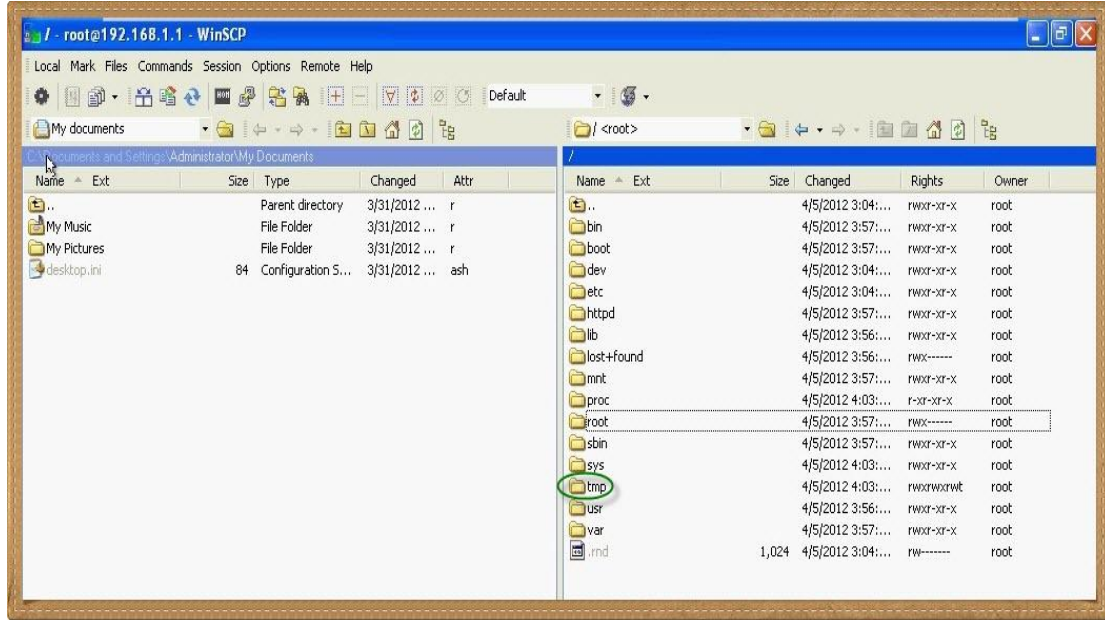 / - root@192.168.1.1 - WinSCP
Local Mark Files Commands Session Options Remote Help
Default
My documents
/ <root>
C:\Documents and Settings\Administrator\My Documents
/
Name Ext Size Type Changed Attr
Name Ext Size Changed Rights Owner
.. Parent directory 3/31/2012 ... r
My Music File Folder 3/31/2012 ... r
My Pictures File Folder 3/31/2012 ... r
desktop.ini 84 Configuration S... 3/31/2012 ... ash
.. 4/5/2012 3:04:... rwxr-xr-x root
bin 4/5/2012 3:57:... rwxr-xr-x root
boot 4/5/2012 3:57:... rwxr-xr-x root
dev 4/5/2012 3:04:... rwxr-xr-x root
etc 4/5/2012 3:04:... rwxr-xr-x root
httpd 4/5/2012 3:57:... rwxr-xr-x root
lib 4/5/2012 3:56:... rwxr-xr-x root
lost+found 4/5/2012 3:56:... rwx------ root
mnt 4/5/2012 3:57:... rwxr-xr-x root
proc 4/5/2012 4:03:... r-xr-xr-x root
root 4/5/2012 3:57:... rwx------ root
sbin 4/5/2012 3:57:... rwxr-xr-x root
sys 4/5/2012 4:03:... rwxr-xr-x root
tmp 4/5/2012 4:03:... rwxrwxrwt root
usr 4/5/2012 3:56:... rwxr-xr-x root
var 4/5/2012 3:57:... rwxr-xr-x root
.rnd 1,024 4/5/2012 3:04:... rw------- root